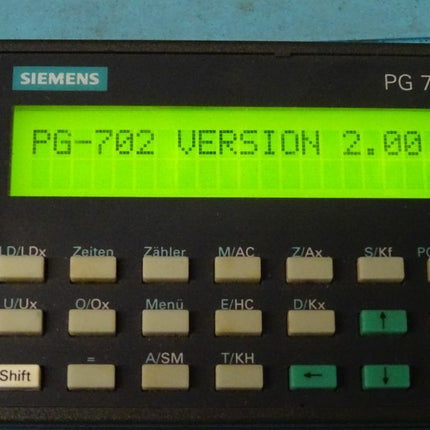 SIEMENS
PG 7
PG-702 VERSION 2.00
LD/LDx Zeiten Zähler M/AC Z/Ax S/Kf
U/Ux O/Ox Menü E/HC D/Kx ↑
Shift = A/SM T/KH ← ↓